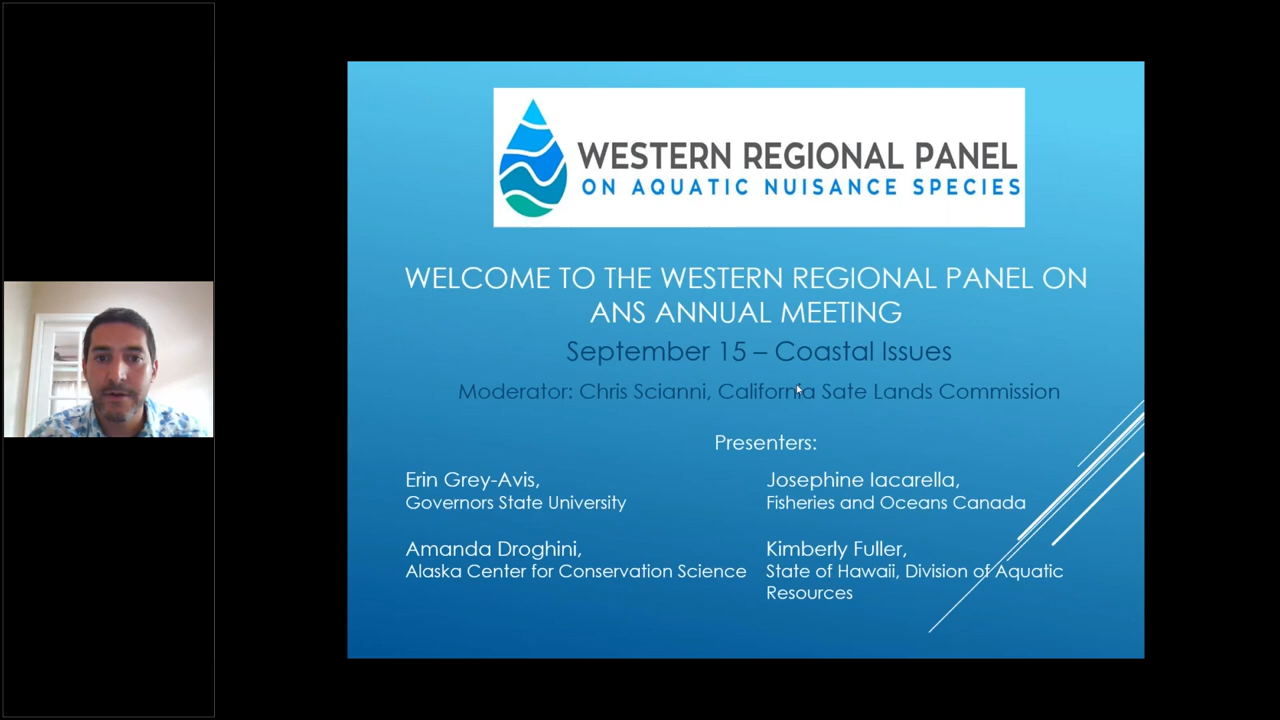 WESTERN REGIONAL PANEL
ON AQUATIC NUISANCE SPECIES
WELCOME TO THE WESTERN REGIONAL PANEL ON
ANS ANNUAL MEETING
September 15 – Coastal Issues
Moderator: Chris Scianni, California Sate Lands Commission
Presenters:
Erin Grey-Avis,
Governors State University
Amanda Droghini,
Alaska Center for Conservation Science
Josephine Iacarella,
Fisheries and Oceans Canada
Kimberly Fuller,
State of Hawaii, Division of Aquatic
Resources